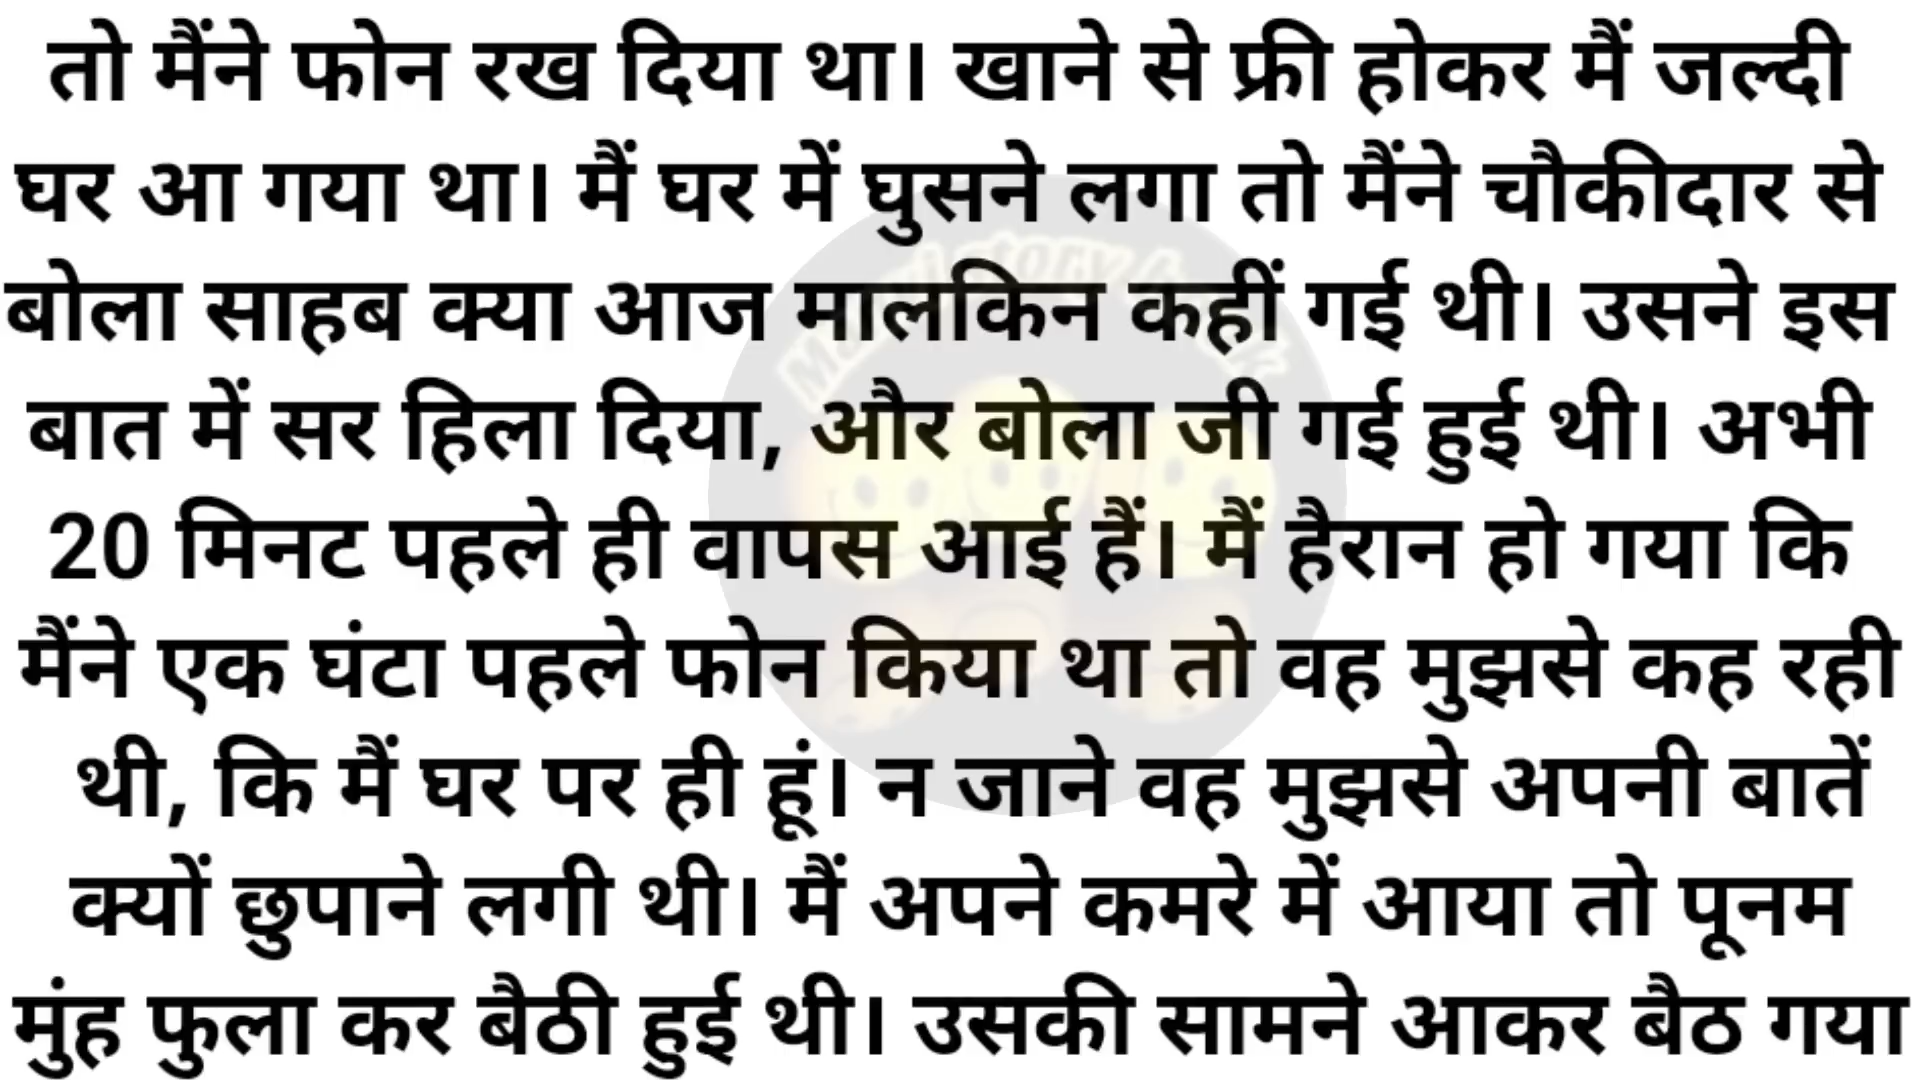 तो मैंने फोन रख दिया था। खाने से फ्री होकर मैं जल्दी
घर आ गया था। मैं घर में घुसने लगा तो मैंने चौकीदार से
बोला साहब क्या आज मालकिन कहीं गई थी। उसने इस
बात में सर हिला दिया, और बोला जी गई हुई थी। अभी
20 मिनट पहले ही वापस आई हैं। मैं हैरान हो गया कि
मैंने एक घंटा पहले फोन किया था तो वह मुझसे कह रही
थी, कि मैं घर पर ही हूं। न जाने वह मुझसे अपनी बातें
क्यों छुपाने लगी थी। मैं अपने कमरे में आया तो पूनम
मुंह फुला कर बैठी हुई थी। उसकी सामने आकर बैठ गया